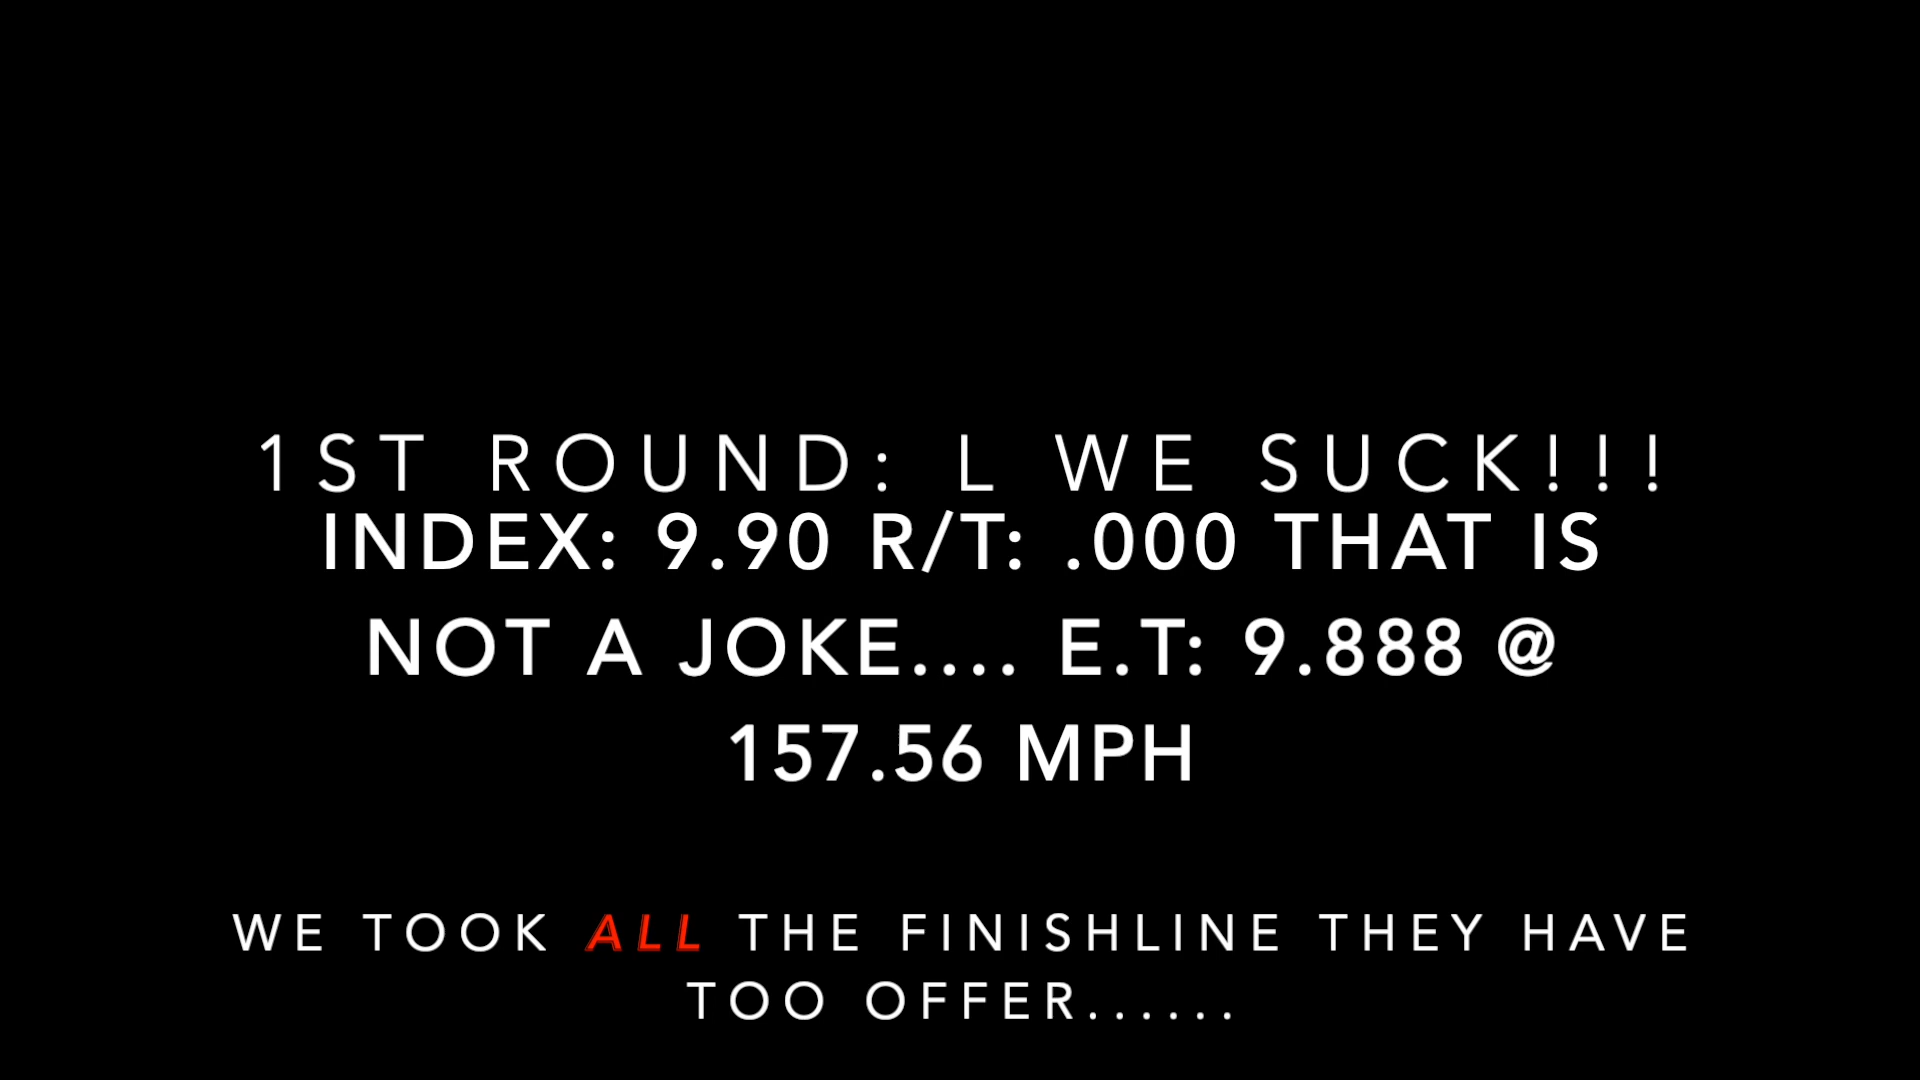 1ST ROUND: L WE SUCK!!!
INDEX: 9.90 R/T: .000 THAT IS
NOT A JOKE.... E.T: 9.888 @
157.56 MPH
WE TOOK ALL THE FINISHLINE THEY HAVE
TOO OFFER......